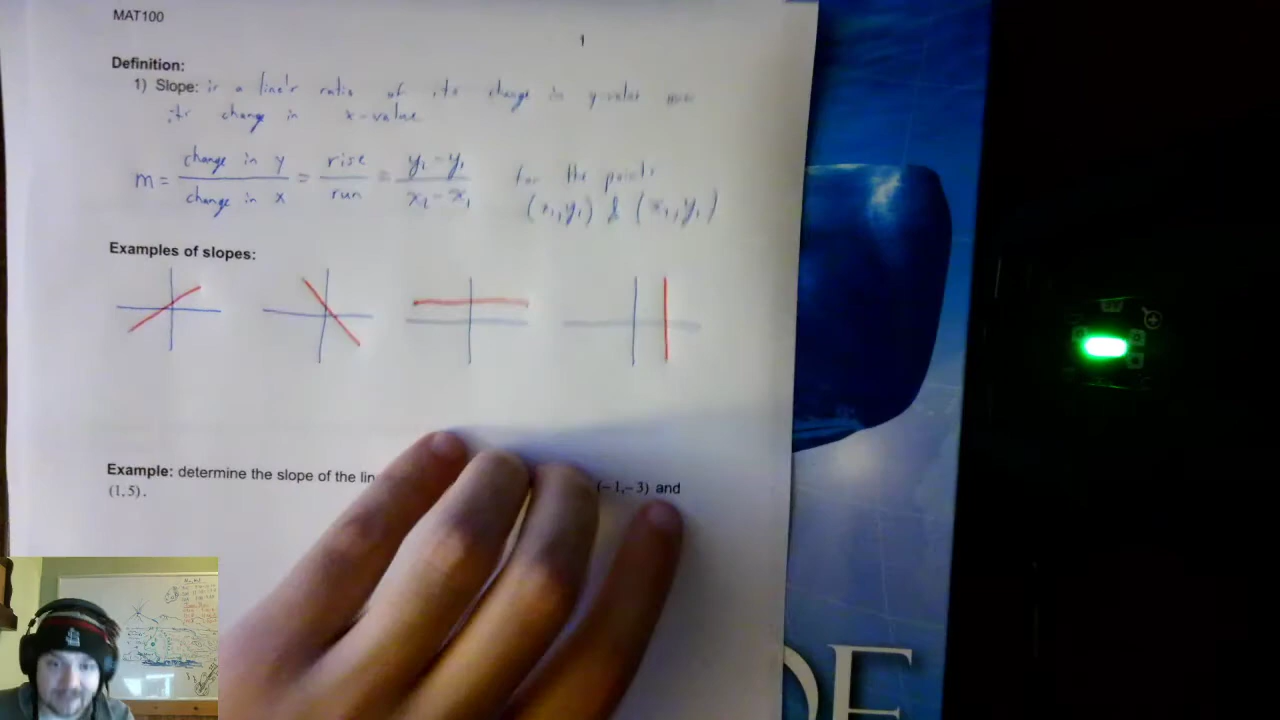 MAT100
Definition:
1) Slope: is a line's ratio of its change in y-value over
its change in x-value
m = change in y / change in x = rise / run = y₂ - y₁ / x₂ - x₁ for the points
(x₁, y₁) & (x₂, y₂)
Examples of slopes:
Example: determine the slope of the lin (−1,−3) and
(1,5).
DE